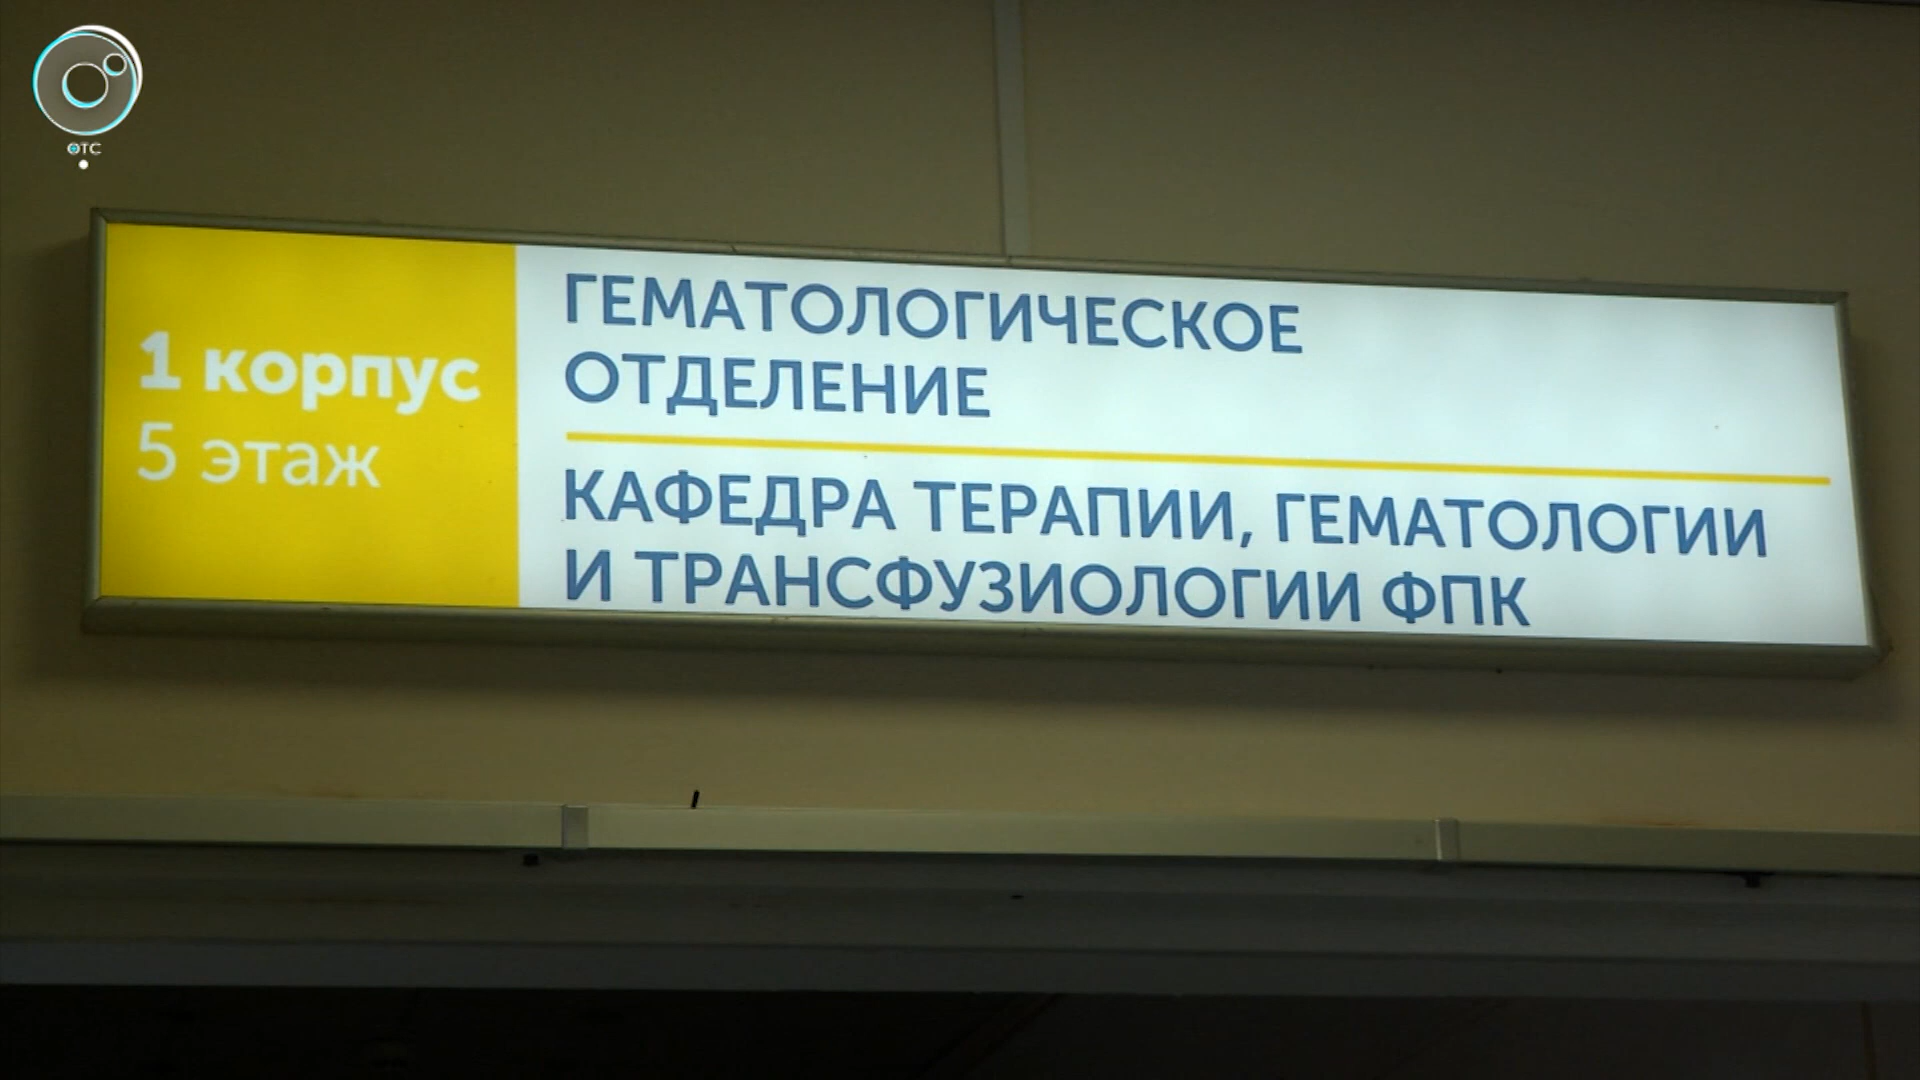 ОТС
1 корпус
5 этаж
ГЕМАТОЛОГИЧЕСКОЕ
ОТДЕЛЕНИЕ
КАФЕДРА ТЕРАПИИ, ГЕМАТОЛОГИИ
И ТРАНСФУЗИОЛОГИИ ФПК